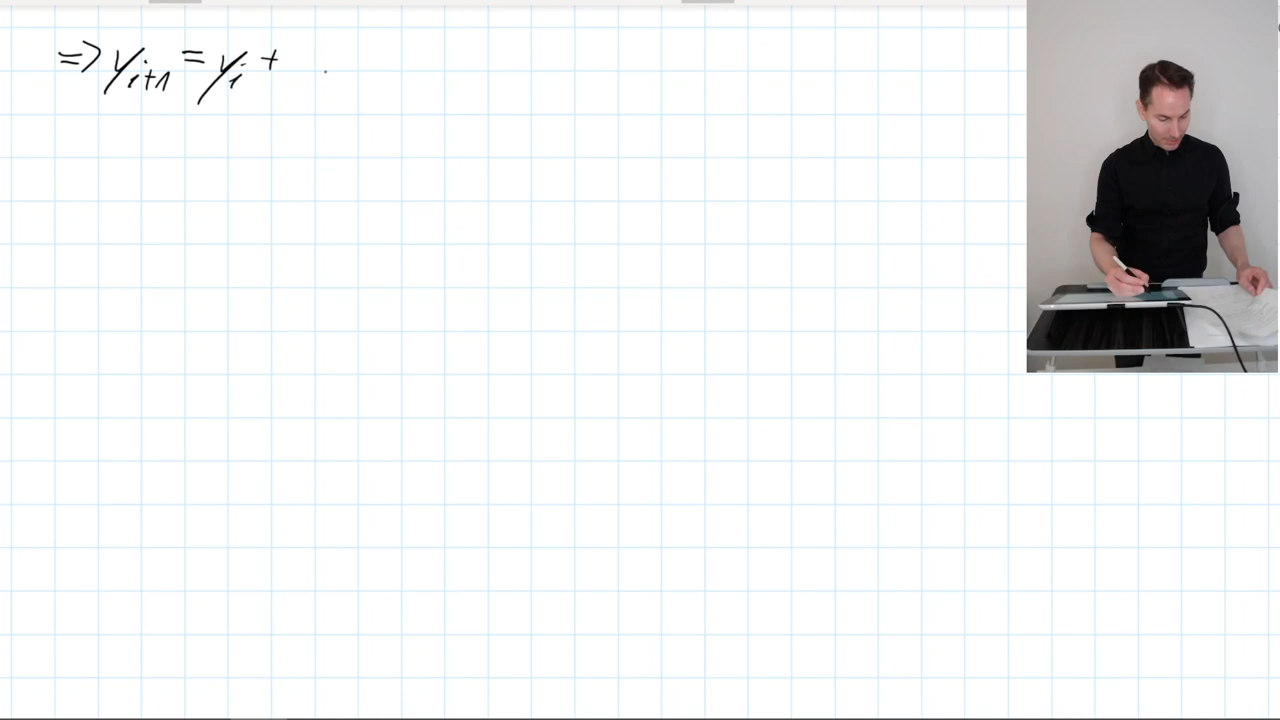 ⇒ y_{i+1} = y_i +